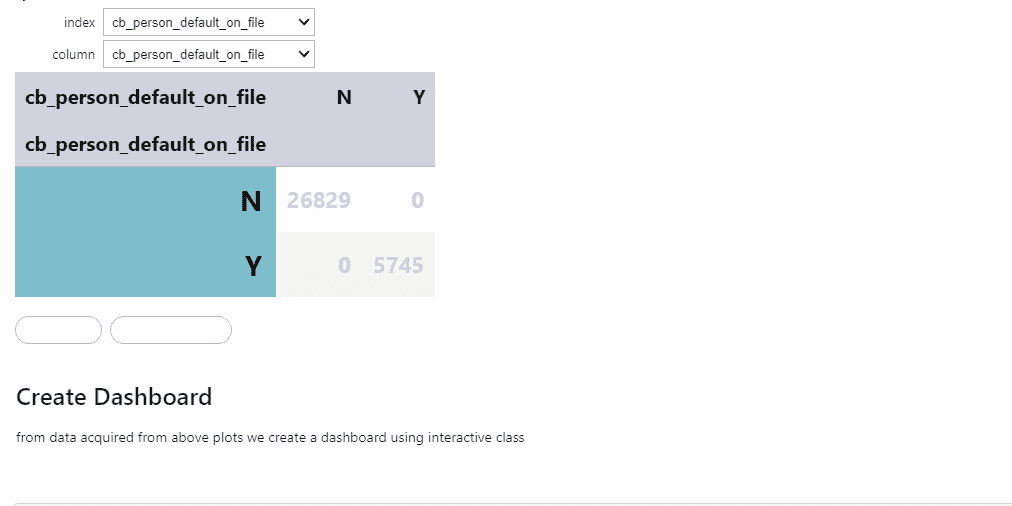 index cb_person_default_on_file
column cb_person_default_on_file
cb_person_default_on_file N Y
cb_person_default_on_file
N 26829 0
Y 0 5745
Create Dashboard
from data acquired from above plots we create a dashboard using interactive class